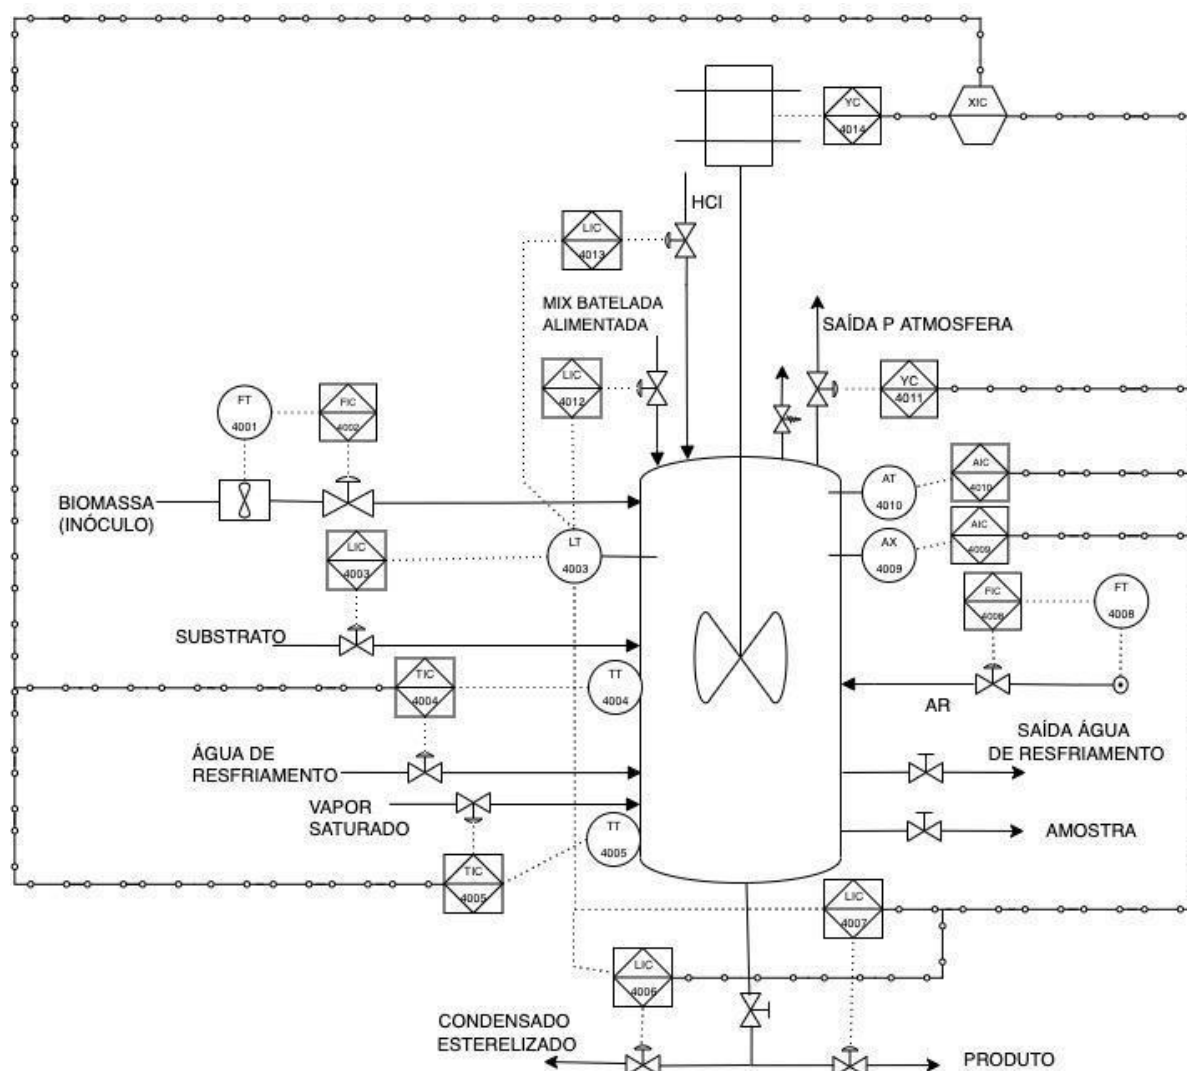 XIC
YC
4014
HCl
LIC
4013
MIX BATELADA
ALIMENTADA
SAÍDA P ATMOSFERA
LIC
4012
YC
4011
FT
4001
FIC
4002
AT
4010
AIC
4010
BIOMASSA
(INÓCULO)
LIC
4003
LT
4003
AX
4009
AIC
4009
FIC
4008
FT
4008
SUBSTRATO
TIC
4004
TT
4004
AR
SAÍDA ÁGUA
DE RESFRIAMENTO
ÁGUA DE
RESFRIAMENTO
VAPOR
SATURADO
TT
4005
AMOSTRA
TIC
4005
LIC
4007
LIC
4006
CONDENSADO
ESTERELIZADO
PRODUTO